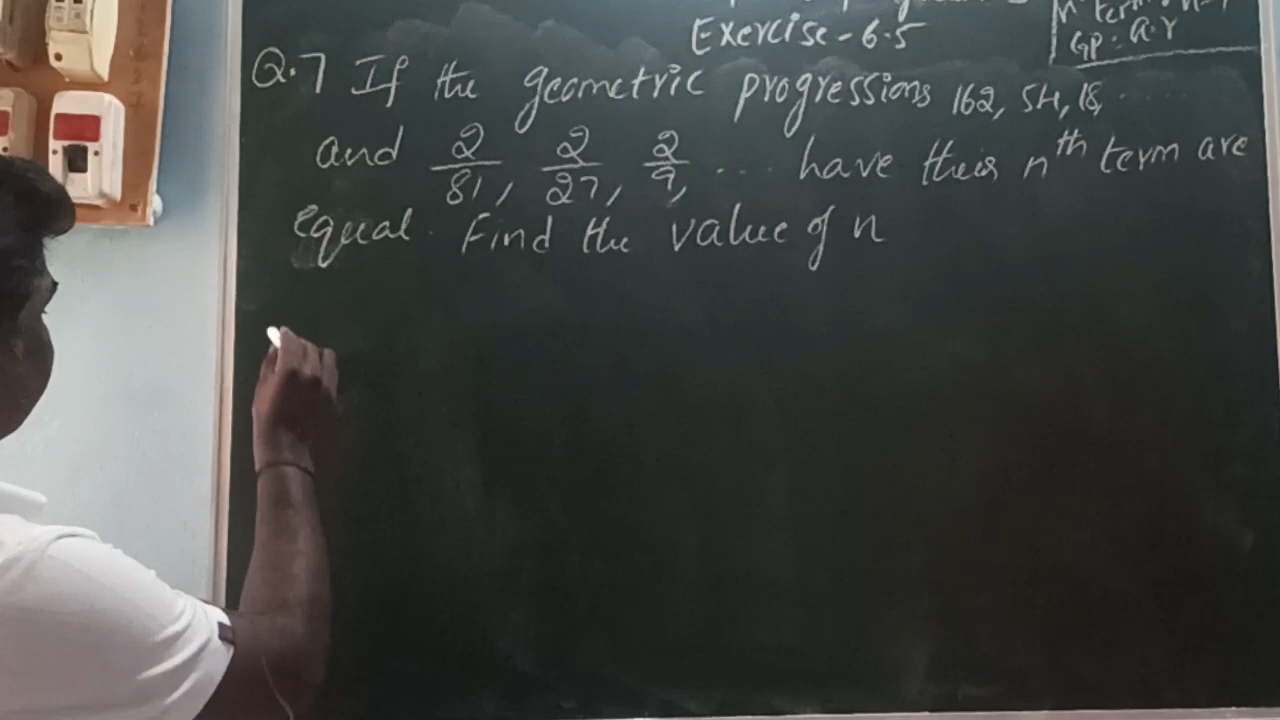 Exercise - 6.5
n term
GP = a.r
Q.7 If the geometric progressions 162, 54, 18, .....
and 2/81, 2/27, 2/9, .... have their nth term are
equal. Find the value of n